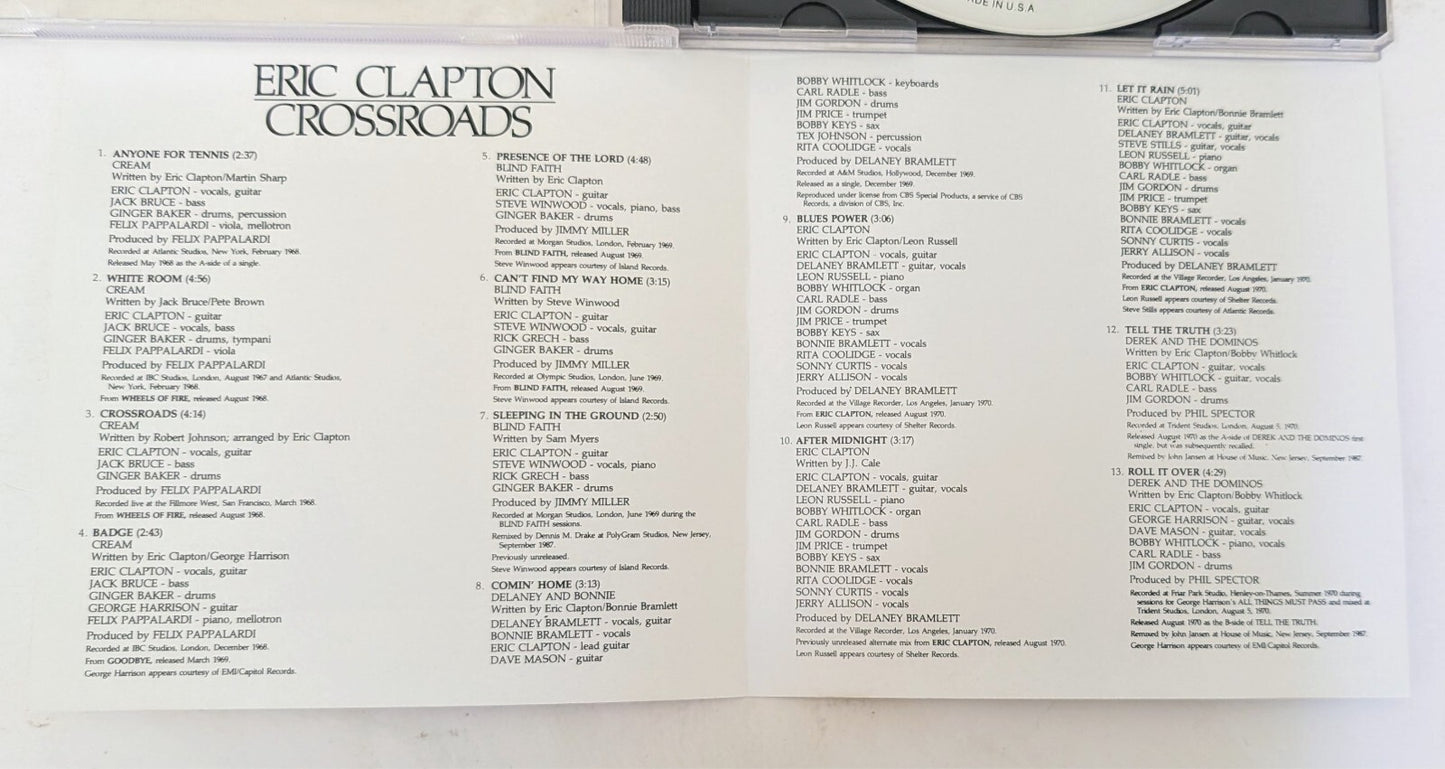 MADE IN U.S.A
ERIC CLAPTON
CROSSROADS
1. ANYONE FOR TENNIS (2:37)
CREAM
Written by Eric Clapton/Martin Sharp
ERIC CLAPTON - vocals, guitar
JACK BRUCE - bass
GINGER BAKER - drums, percussion
FELIX PAPPALARDI - viola, mellotron
Produced by FELIX PAPPALARDI
Recorded at Atlantic Studios, New York, February 1968.
Released May 1968 as the A-side of a single.
2. WHITE ROOM (4:56)
CREAM
Written by Jack Bruce/Pete Brown
ERIC CLAPTON - guitar
JACK BRUCE - vocals, bass
GINGER BAKER - drums, tympani
FELIX PAPPALARDI - viola
Produced by FELIX PAPPALARDI
Recorded at IBC Studios, London, August 1967 and Atlantic Studios,
New York, February 1968.
From WHEELS OF FIRE, released August 1968.
3. CROSSROADS (4:14)
CREAM
Written by Robert Johnson; arranged by Eric Clapton
ERIC CLAPTON - vocals, guitar
JACK BRUCE - bass
GINGER BAKER - drums
Produced by FELIX PAPPALARDI
Recorded live at the Fillmore West, San Francisco, March 1968.
From WHEELS OF FIRE, released August 1968.
4. BADGE (2:43)
CREAM
Written by Eric Clapton/George Harrison
ERIC CLAPTON - vocals, guitar
JACK BRUCE - bass
GINGER BAKER - drums
GEORGE HARRISON - guitar
FELIX PAPPALARDI - piano, mellotron
Produced by FELIX PAPPALARDI
Recorded at IBC Studios, London, December 1968.
From GOODBYE, released March 1969.
George Harrison appears courtesy of EMI/Capitol Records.
5. PRESENCE OF THE LORD (4:48)
BLIND FAITH
Written by Eric Clapton
ERIC CLAPTON - guitar
STEVE WINWOOD - vocals, piano, bass
GINGER BAKER - drums
Produced by JIMMY MILLER
Recorded at Morgan Studios, London, February 1969.
From BLIND FAITH, released August 1969.
Steve Winwood appears courtesy of Island Records.
6. CAN'T FIND MY WAY HOME (3:15)
BLIND FAITH
Written by Steve Winwood
ERIC CLAPTON - guitar
STEVE WINWOOD - vocals, guitar
RICK GRECH - bass
GINGER BAKER - drums
Produced by JIMMY MILLER
Recorded at Olympic Studios, London, June 1969.
From BLIND FAITH, released August 1969.
Steve Winwood appears courtesy of Island Records.
7. SLEEPING IN THE GROUND (2:50)
BLIND FAITH
Written by Sam Myers
ERIC CLAPTON - guitar
STEVE WINWOOD - vocals, piano
RICK GRECH - bass
GINGER BAKER - drums
Produced by JIMMY MILLER
Recorded at Morgan Studios, London, June 1969 during the
BLIND FAITH sessions.
Remixed by Dennis M. Drake at PolyGram Studios, New Jersey,
September 1987.
Previously unreleased.
Steve Winwood appears courtesy of Island Records.
8. COMIN' HOME (3:13)
DELANEY AND BONNIE
Written by Eric Clapton/Bonnie Bramlett
DELANEY BRAMLETT - vocals, guitar
BONNIE BRAMLETT - vocals
ERIC CLAPTON - lead guitar
DAVE MASON - guitar
BOBBY WHITLOCK - keyboards
CARL RADLE - bass
JIM GORDON - drums
JIM PRICE - trumpet
BOBBY KEYS - sax
TEX JOHNSON - percussion
RITA COOLIDGE - vocals
Produced by DELANEY BRAMLETT
Recorded at A&M Studios, Hollywood, December 1969.
Released as a single, December 1969.
Reproduced under license from CBS Special Products, a service of CBS
Records, a division of CBS, Inc.
9. BLUES POWER (3:06)
ERIC CLAPTON
Written by Eric Clapton/Leon Russell
ERIC CLAPTON - vocals, guitar
DELANEY BRAMLETT - guitar, vocals
LEON RUSSELL - piano
BOBBY WHITLOCK - organ
CARL RADLE - bass
JIM GORDON - drums
JIM PRICE - trumpet
BOBBY KEYS - sax
BONNIE BRAMLETT - vocals
RITA COOLIDGE - vocals
SONNY CURTIS - vocals
JERRY ALLISON - vocals
Produced by DELANEY BRAMLETT
Recorded at the Village Recorder, Los Angeles, January 1970.
From ERIC CLAPTON, released August 1970.
Leon Russell appears courtesy of Shelter Records.
10. AFTER MIDNIGHT (3:17)
ERIC CLAPTON
Written by J.J. Cale
ERIC CLAPTON - vocals, guitar
DELANEY BRAMLETT - guitar, vocals
LEON RUSSELL - piano
BOBBY WHITLOCK - organ
CARL RADLE - bass
JIM GORDON - drums
JIM PRICE - trumpet
BOBBY KEYS - sax
BONNIE BRAMLETT - vocals
RITA COOLIDGE - vocals
SONNY CURTIS - vocals
JERRY ALLISON - vocals
Produced by DELANEY BRAMLETT
Recorded at the Village Recorder, Los Angeles, January 1970.
Previously unreleased alternate mix from ERIC CLAPTON, released August 1970.
Leon Russell appears courtesy of Shelter Records.
11. LET IT RAIN (5:01)
ERIC CLAPTON
Written by Eric Clapton/Bonnie Bramlett
ERIC CLAPTON - vocals, guitar
DELANEY BRAMLETT - guitar, vocals
STEVE STILLS - guitar, vocals
LEON RUSSELL - piano
BOBBY WHITLOCK - organ
CARL RADLE - bass
JIM GORDON - drums
JIM PRICE - trumpet
BOBBY KEYS - sax
BONNIE BRAMLETT - vocals
RITA COOLIDGE - vocals
SONNY CURTIS - vocals
JERRY ALLISON - vocals
Produced by DELANEY BRAMLETT
Recorded at the Village Recorder, Los Angeles, January 1970.
From ERIC CLAPTON, released August 1970.
Leon Russell appears courtesy of Shelter Records.
Steve Stills appears courtesy of Atlantic Records.
12. TELL THE TRUTH (3:23)
DEREK AND THE DOMINOS
Written by Eric Clapton/Bobby Whitlock
ERIC CLAPTON - guitar, vocals
BOBBY WHITLOCK - guitar, vocals
CARL RADLE - bass
JIM GORDON - drums
Produced by PHIL SPECTOR
Recorded at Trident Studios, London, August 5, 1970.
Released August 1970 as the A-side of DEREK AND THE DOMINOS first
single, but was subsequently recalled.
Remixed by John Jansen at House of Music, New Jersey, September 1987.
13. ROLL IT OVER (4:29)
DEREK AND THE DOMINOS
Written by Eric Clapton/Bobby Whitlock
ERIC CLAPTON - vocals, guitar
GEORGE HARRISON - guitar, vocals
DAVE MASON - guitar, vocals
BOBBY WHITLOCK - piano, vocals
CARL RADLE - bass
JIM GORDON - drums
Produced by PHIL SPECTOR
Recorded at Friar Park Studio, Henley-on-Thames, Summer 1970 during
sessions for George Harrison's ALL THINGS MUST PASS and mixed at
Trident Studios, London, August 5, 1970.
Released August 1970 as the B-side of TELL THE TRUTH.
Remixed by John Jansen at House of Music, New Jersey, September 1987.
George Harrison appears courtesy of EMI/Capitol Records.